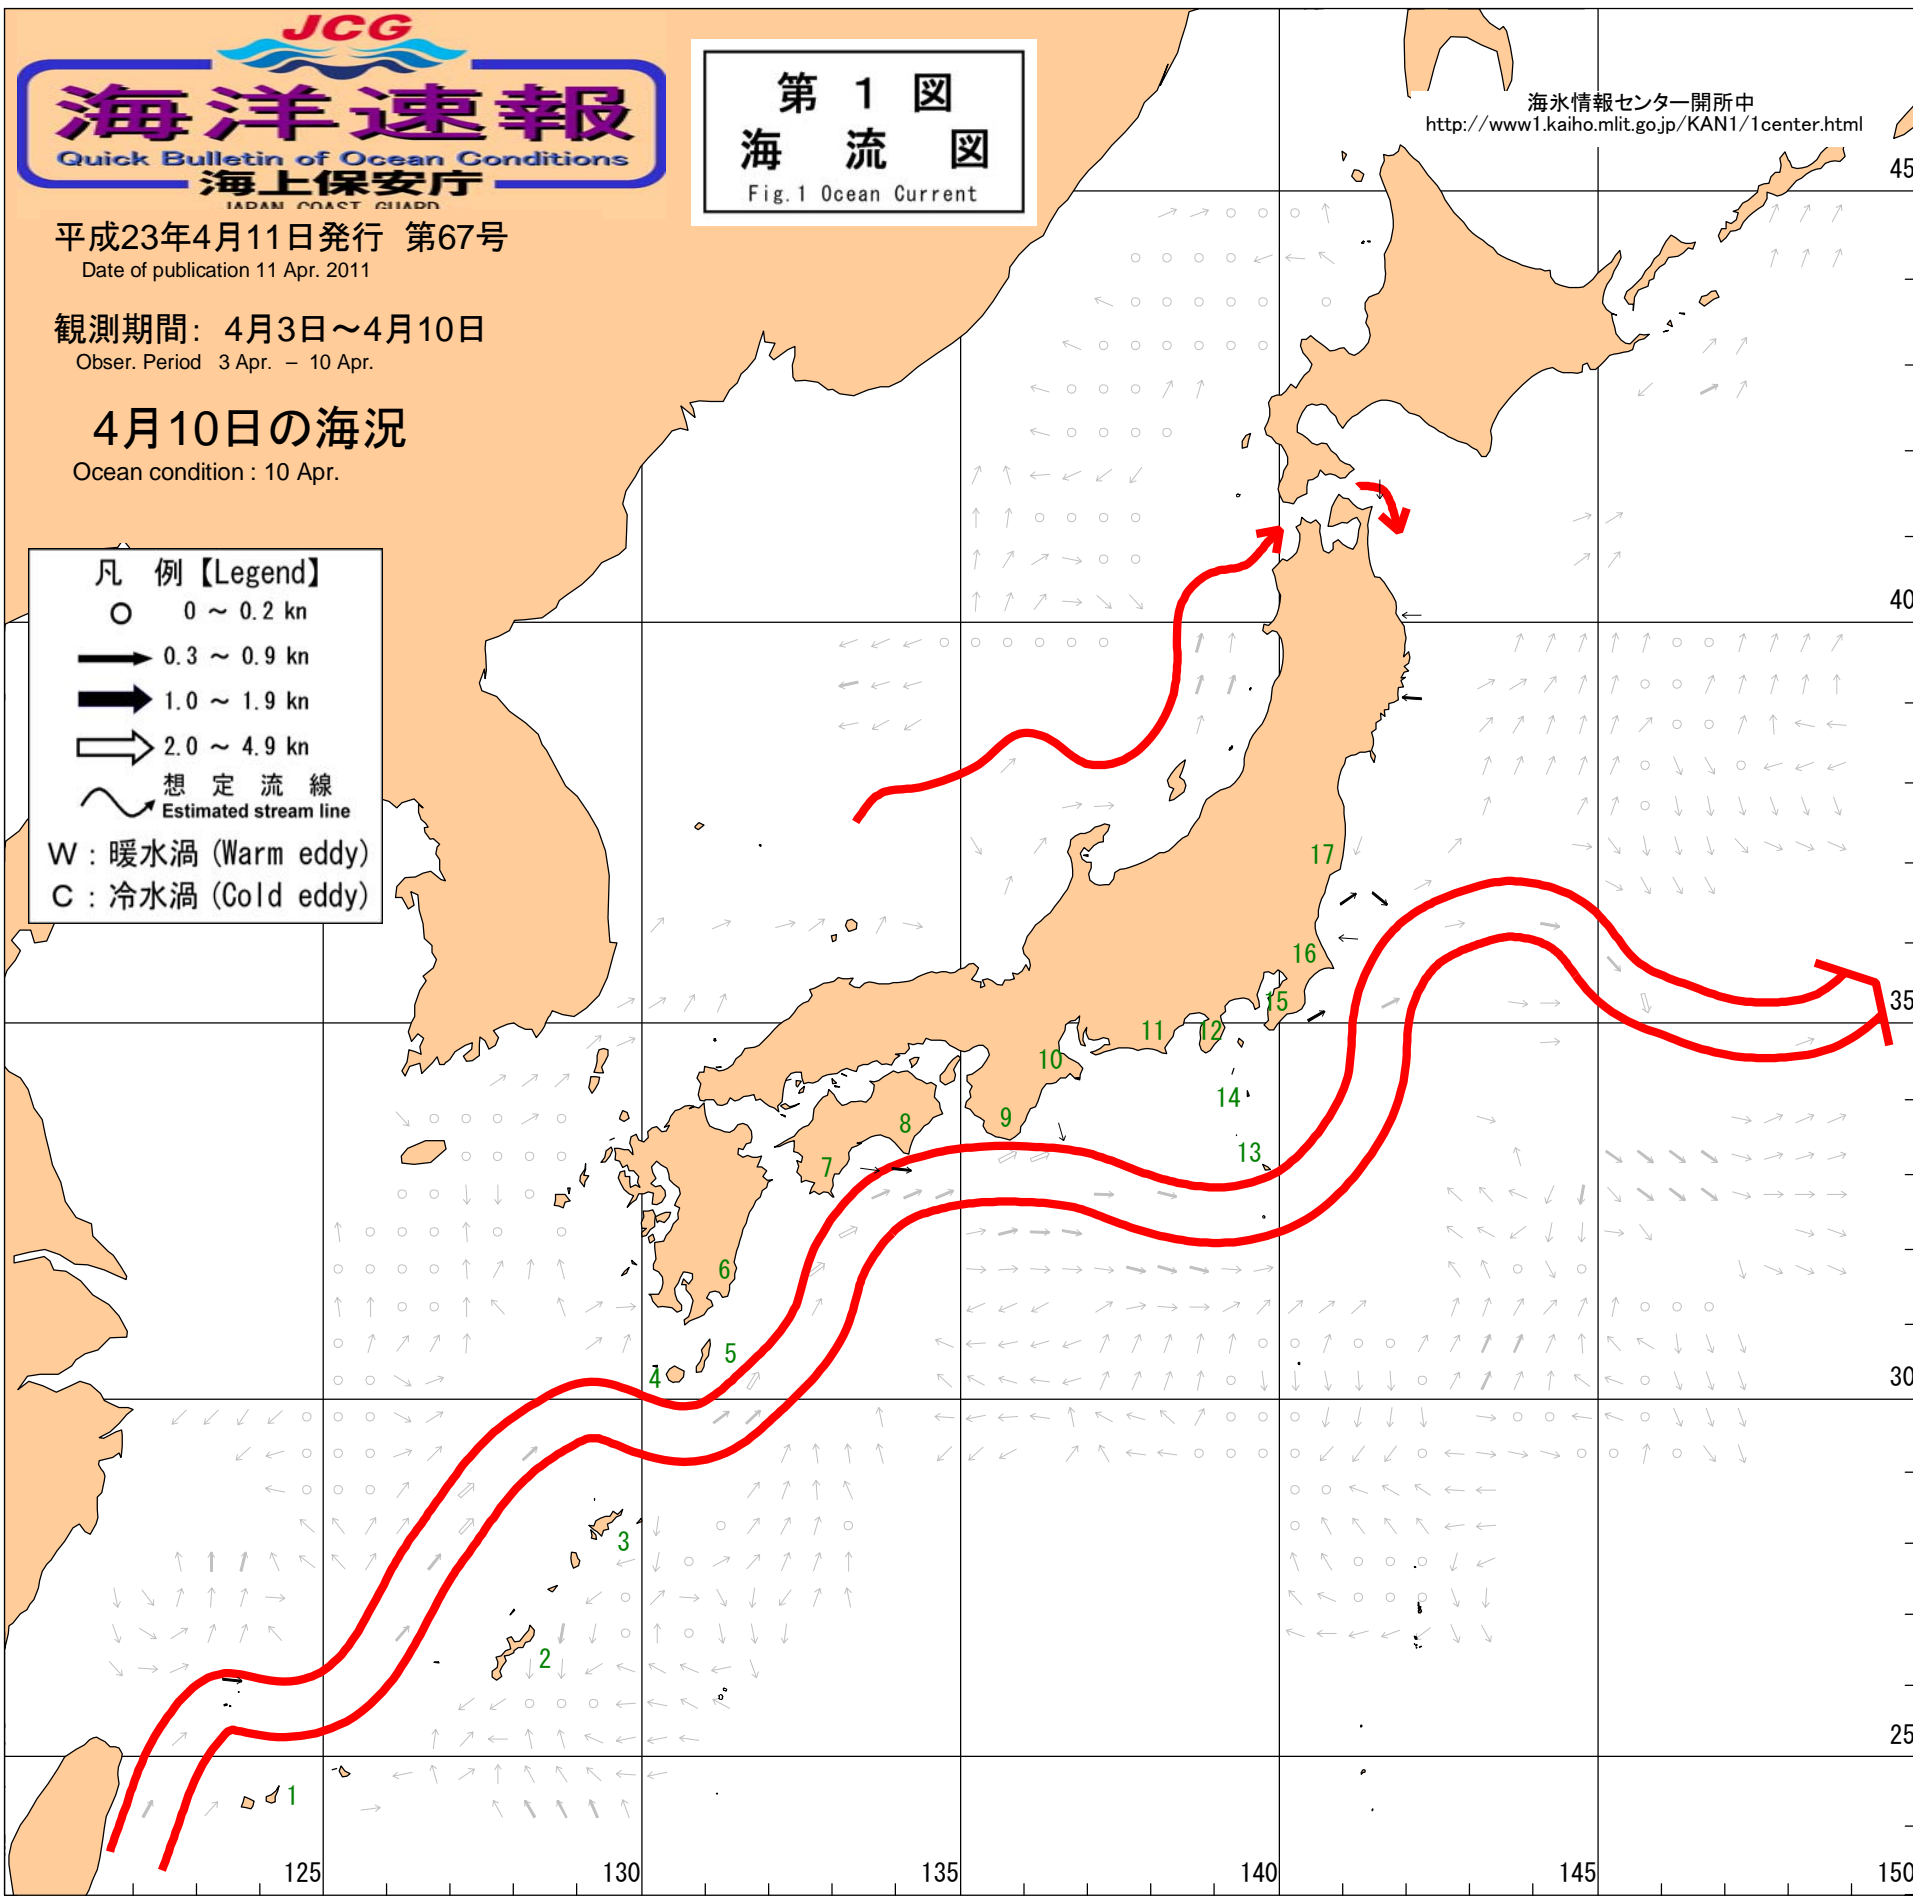 JCG
海洋速報
Quick Bulletin of Ocean Conditions
海上保安庁
JAPAN COAST GUARD
第 1 図
海 流 図
Fig.1 Ocean Current
海氷情報センター開所中
http://www1.kaiho.mlit.go.jp/KAN1/1center.html
平成23年4月11日発行 第67号
Date of publication 11 Apr. 2011
観測期間: 4月3日～4月10日
Obser. Period 3 Apr. – 10 Apr.
4月10日の海況
Ocean condition : 10 Apr.
凡 例【Legend】
0 ～ 0.2 kn
0.3 ～ 0.9 kn
1.0 ～ 1.9 kn
2.0 ～ 4.9 kn
想 定 流 線
Estimated stream line
W : 暖水渦 (Warm eddy)
C : 冷水渦 (Cold eddy)
45
40
17
16
35
15
12
11
10
14
9
8
13
7
6
5
4
30
3
2
25
1
125
130
135
140
145
150